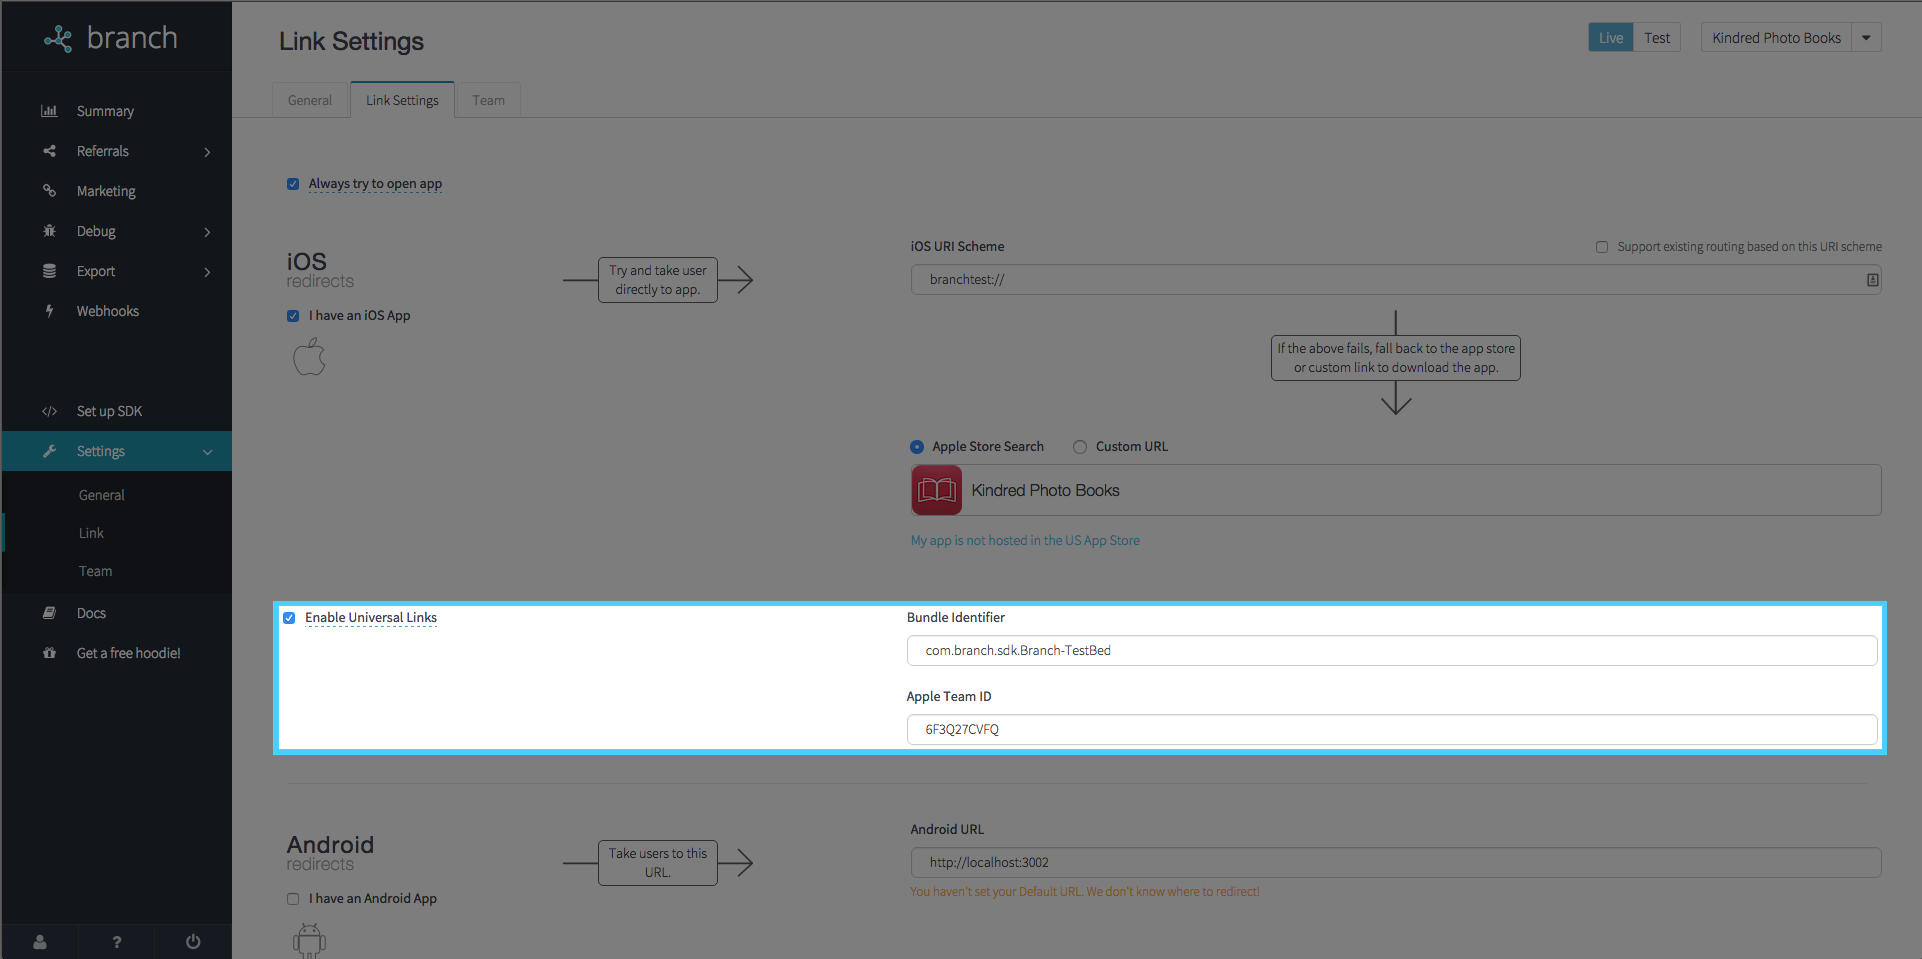 branch
Summary
Referrals
Marketing
Debug
Export
Webhooks
Set up SDK
Settings
General
Link
Team
Docs
Get a free hoodie!
?
Link Settings
Live
Test
Kindred Photo Books
General
Link Settings
Team
Always try to open app
iOS
redirects
I have an iOS App
Try and take user
directly to app.
iOS URI Scheme
Support existing routing based on this URI scheme
branchtest://
If the above fails, fall back to the app store
or custom link to download the app.
Apple Store Search
Custom URL
Kindred Photo Books
My app is not hosted in the US App Store
Enable Universal Links
Bundle Identifier
com.branch.sdk.Branch-TestBed
Apple Team ID
6F3Q27CVFQ
Android
redirects
I have an Android App
Take users to this
URL.
Android URL
http://localhost:3002
You haven't set your Default URL. We don't know where to redirect!